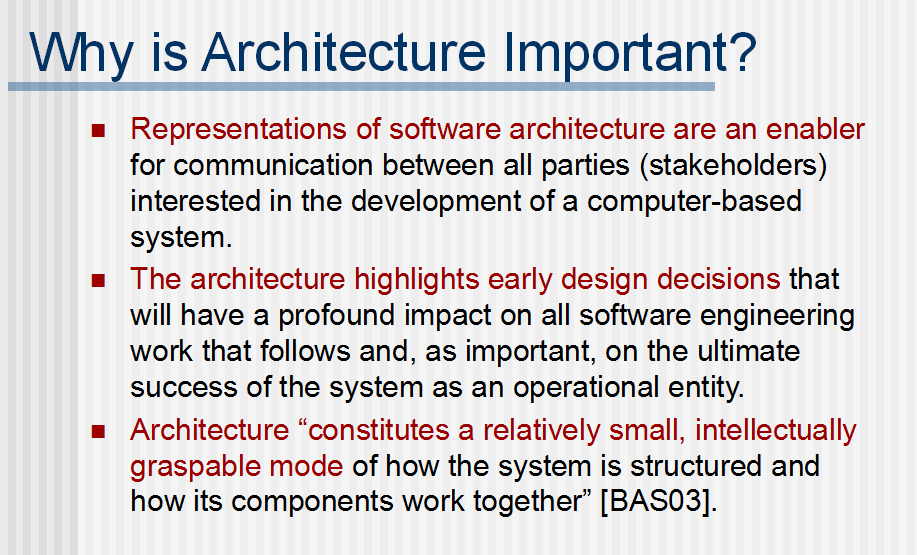 Why is Architecture Important?
Representations of software architecture are an enabler
for communication between all parties (stakeholders)
interested in the development of a computer-based
system.
The architecture highlights early design decisions that
will have a profound impact on all software engineering
work that follows and, as important, on the ultimate
success of the system as an operational entity.
Architecture “constitutes a relatively small, intellectually
graspable mode of how the system is structured and
how its components work together” [BAS03].